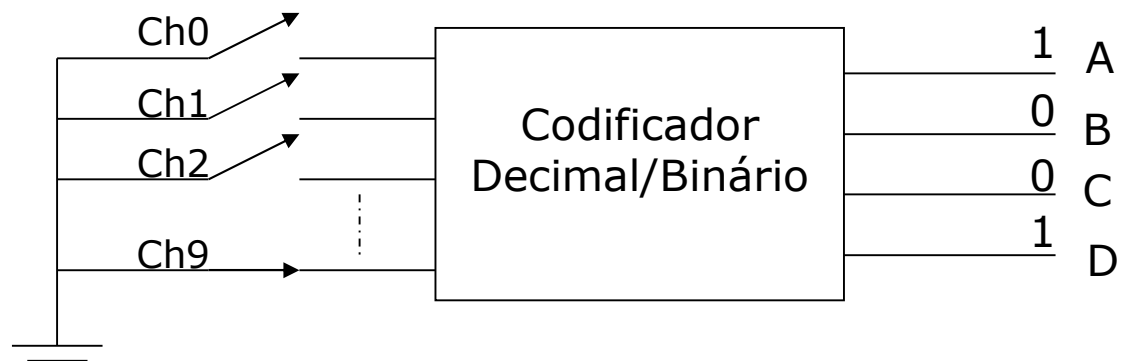 Ch0
Ch1
Ch2
Ch9
Codificador
Decimal/Binário
1 A
0 B
0 C
1 D